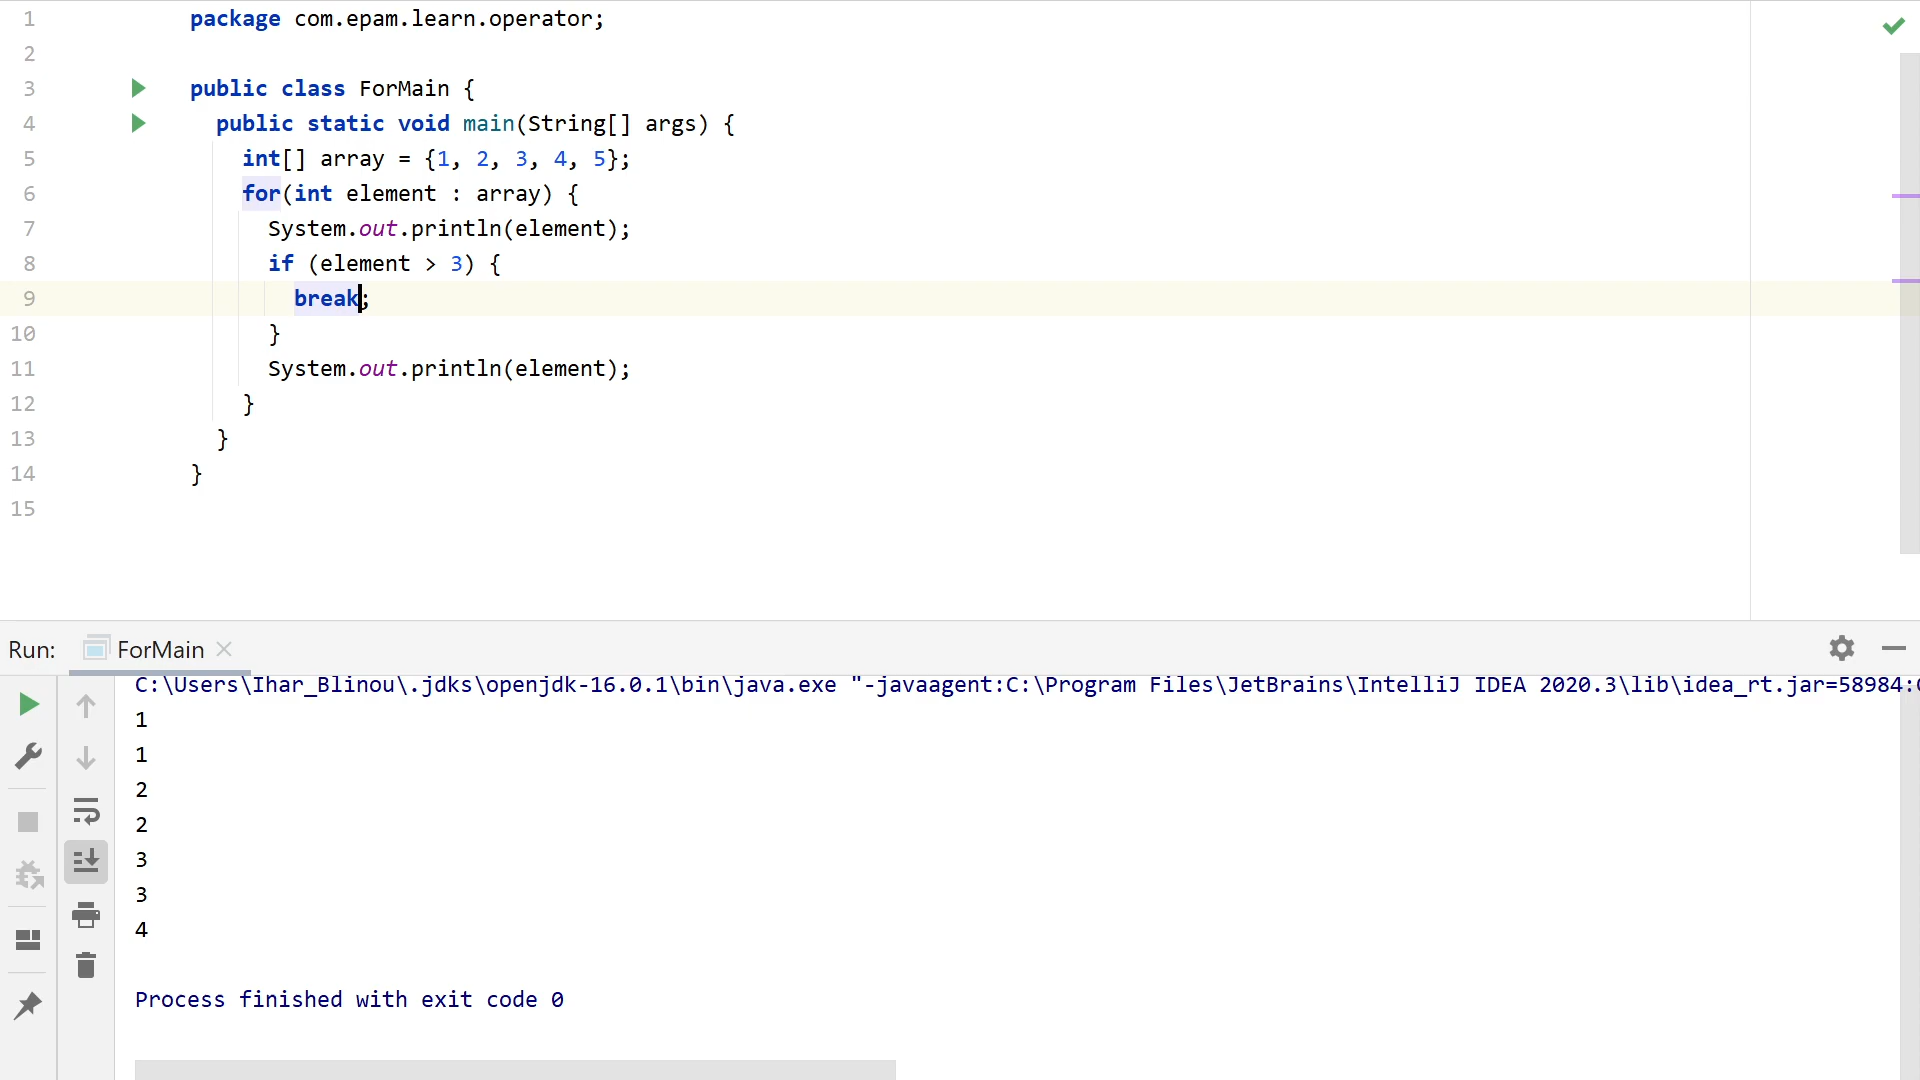 1 package com.epam.learn.operator;
2
3 public class ForMain {
4 public static void main(String[] args) {
5 int[] array = {1, 2, 3, 4, 5};
6 for(int element : array) {
7 System.out.println(element);
8 if (element > 3) {
9 break;
10 }
11 System.out.println(element);
12 }
13 }
14 }
15
Run: ForMain
C:\Users\Ihar_Blinou\.jdks\openjdk-16.0.1\bin\java.exe "-javaagent:C:\Program Files\JetBrains\IntelliJ IDEA 2020.3\lib\idea_rt.jar=58984:
1
1
2
2
3
3
4
Process finished with exit code 0